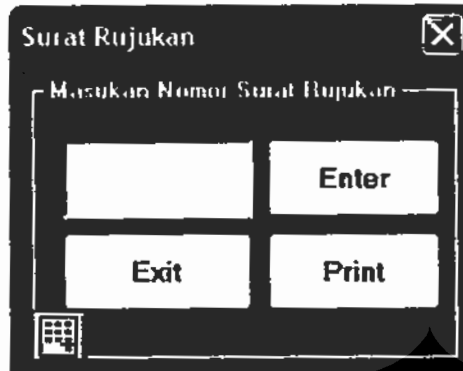 Surat Rujukan
Masukan Nomor Surat Rujukan
Enter
Exit
Print